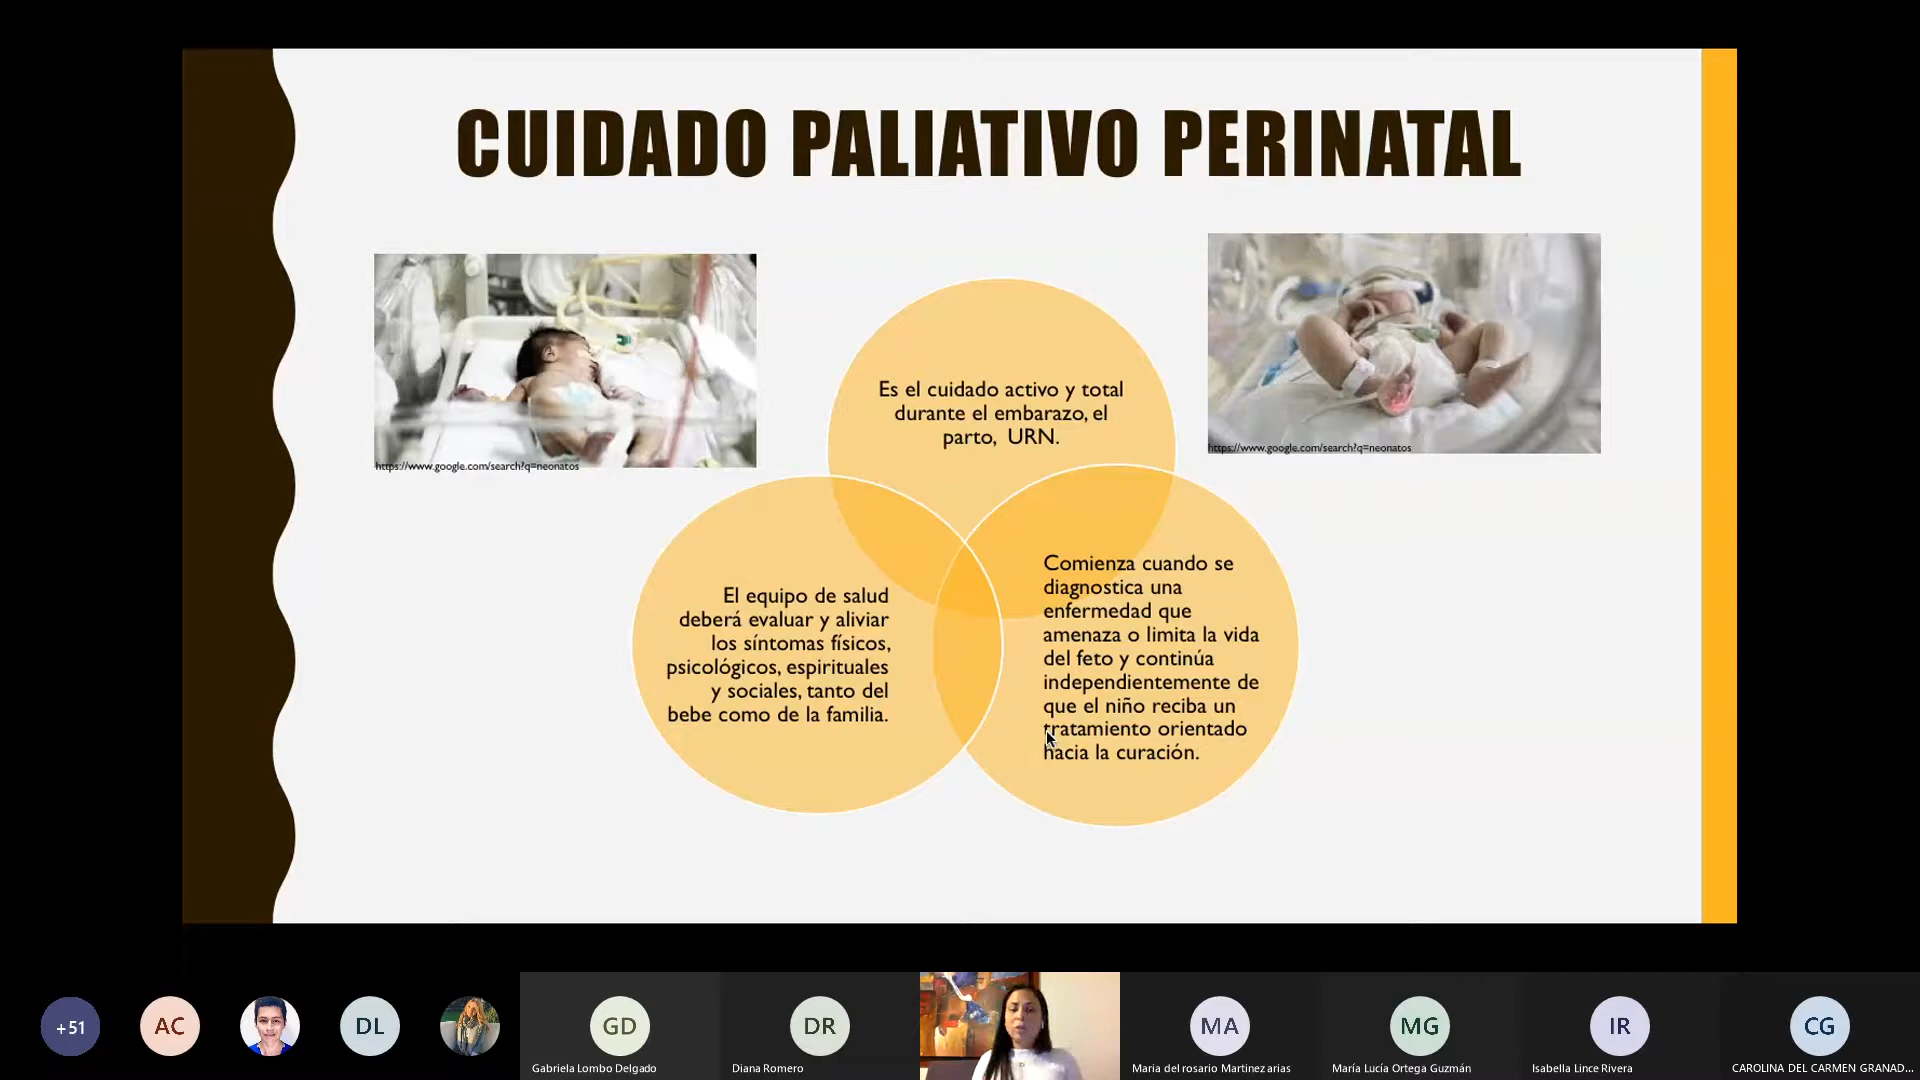 CUIDADO PALIATIVO PERINATAL
https://www.google.com/search?q=neonatos
https://www.google.com/search?q=neonatos
Es el cuidado activo y total
durante el embarazo, el
parto, URN.
El equipo de salud
deberá evaluar y aliviar
los síntomas físicos,
psicológicos, espirituales
y sociales, tanto del
bebe como de la familia.
Comienza cuando se
diagnostica una
enfermedad que
amenaza o limita la vida
del feto y continúa
independientemente de
que el niño reciba un
tratamiento orientado
hacia la curación.
+51
AC
DL
GD
Gabriela Lombo Delgado
DR
Diana Romero
MA
Maria del rosario Martinez arias
MG
María Lucía Ortega Guzmán
IR
Isabella Lince Rivera
CG
CAROLINA DEL CARMEN GRANAD...